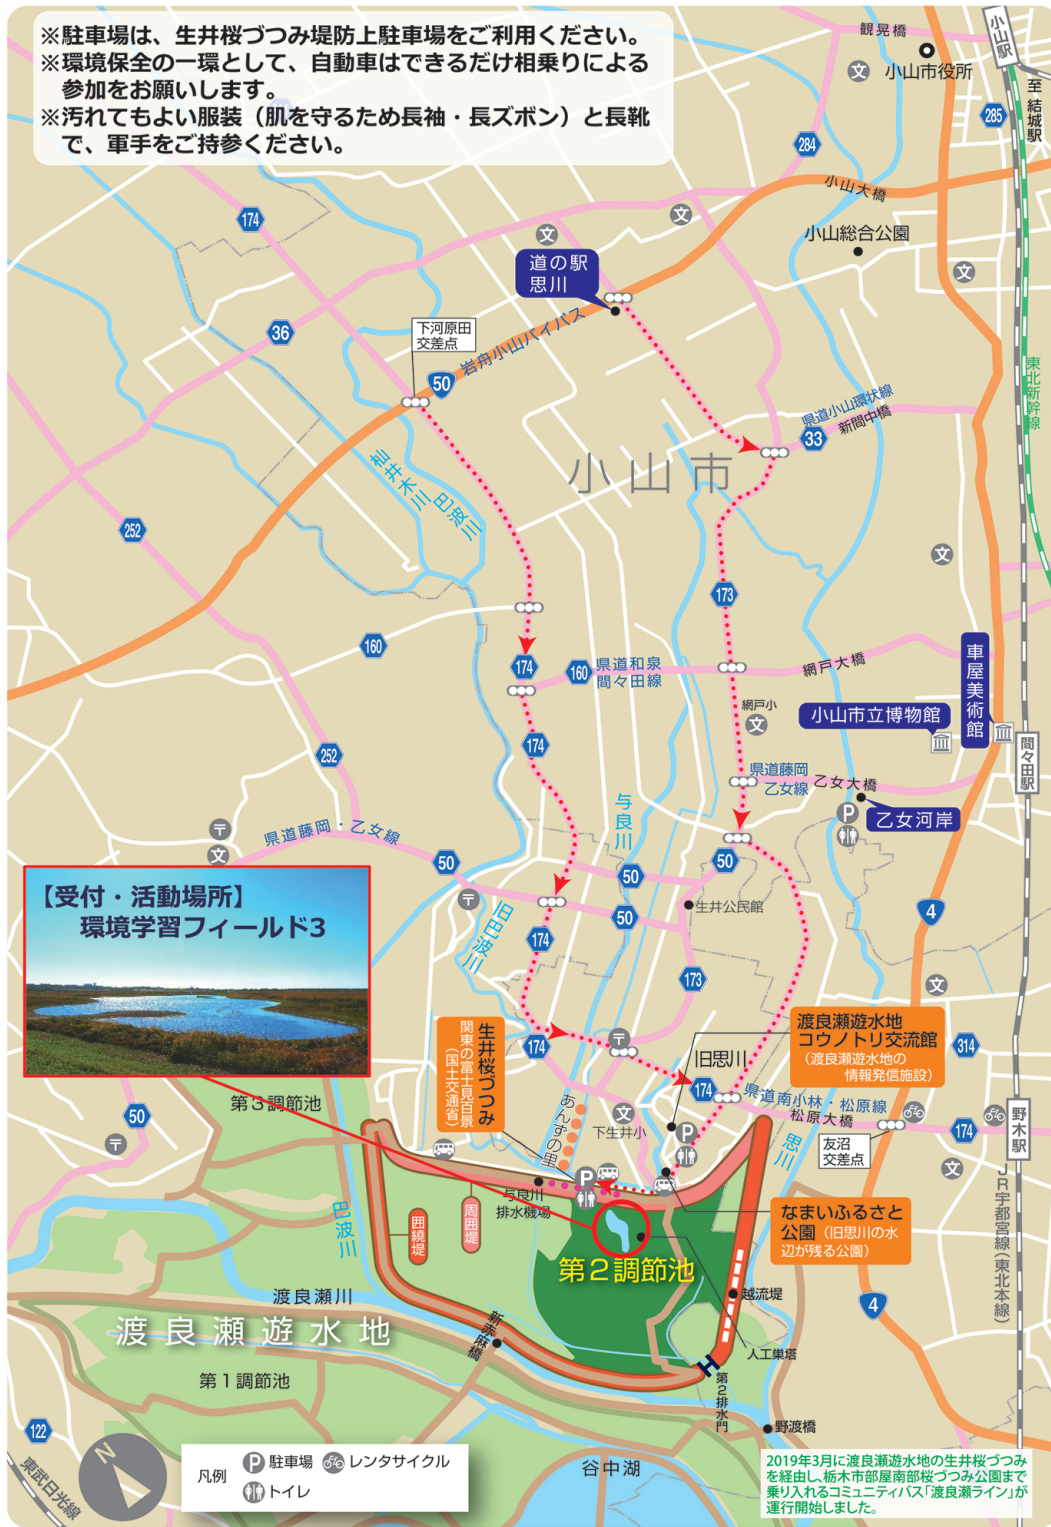 ※駐車場は、生井桜づつみ堤防上駐車場をご利用ください。
※環境保全の一環として、自動車はできるだけ相乗りによる
参加をお願いします。
※汚れてもよい服装（肌を守るため長袖・長ズボン）と長靴
で、軍手をご持参ください。
観晃橋
小山駅
文
小山市役所
至 結城駅
285
284
小山大橋
174
文
文
小山総合公園
道の駅
思川
文
36
下河原田
交差点
岩舟小山バイパス
50
東北新幹線
県道小山環状線
新間中橋
33
杢井木川
巴波川
小山市
252
文
173
160
174
160
県道和泉
間々田線
網戸大橋
車屋美術館
網戸小
文
小山市立博物館
174
252
間々田駅
県道藤岡
乙女線
乙女大橋
乙女河岸
P
与良川
〒
文
県道藤岡・乙女線
50
50
50
〒
50
生井公民館
4
【受付・活動場所】
環境学習フィールド3
旧巴波川
174
173
文
生井桜づつみ
関東の富士見百景
（国土交通省）
渡良瀬遊水地
コウノトリ交流館
（渡良瀬遊水地の
情報発信施設）
314
174
〒
旧思川
174
県道南小林・松原線
松原大橋
第3調節池
50
〒
あんずの里
文
下生井小
P
思川
友沼
交差点
174
野木駅
文
与良川
排水機場
P
巴波川
囲繞堤
周囲堤
なまいふるさと
公園（旧思川の水
辺が残る公園）
JR宇都宮線（東北本線）
第2調節池
越流堤
4
渡良瀬川
新赤麻橋
渡良瀬遊水地
人工巣塔
第1調節池
第2排水門
122
野渡橋
N
東武日光線
凡例
P 駐車場
レンタサイクル
トイレ
谷中湖
2019年3月に渡良瀬遊水地の生井桜づつみ
を経由し、栃木市部屋南部桜づつみ公園まで
乗り入れるコミュニティバス「渡良瀬ライン」が
運行開始しました。